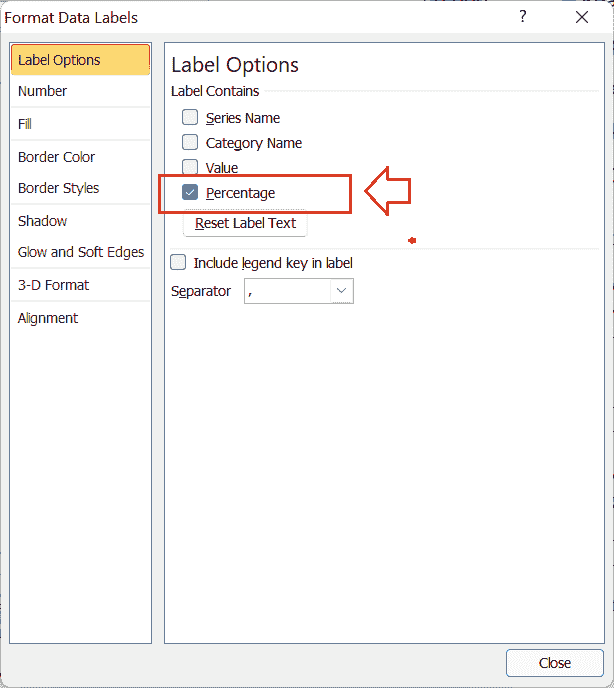 Format Data Labels
?
Label Options
Number
Fill
Border Color
Border Styles
Shadow
Glow and Soft Edges
3-D Format
Alignment
Label Options
Label Contains
Series Name
Category Name
Value
Percentage
Reset Label Text
Include legend key in label
Separator ,
Close